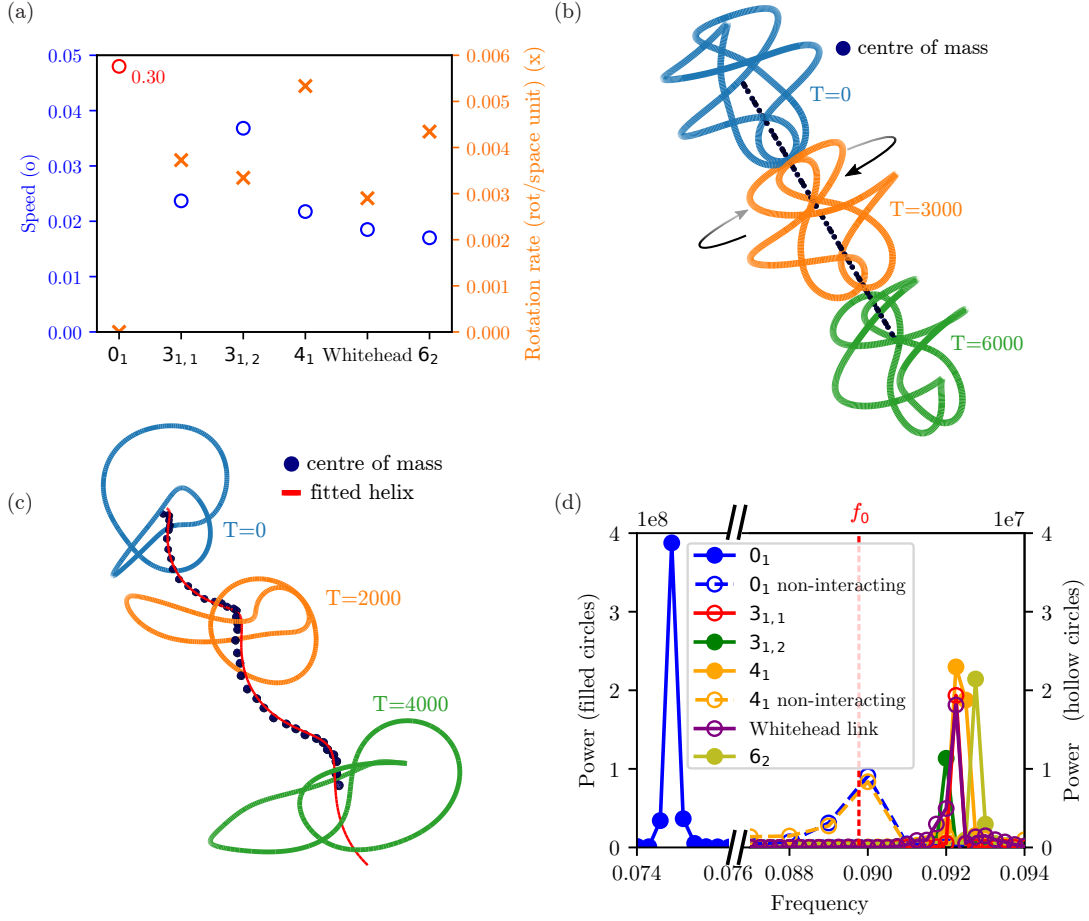 (a)
0.05
0.04
0.03
0.02
0.01
0.00
Speed (o)
0.30
0.006
0.005
0.004
0.003
0.002
0.001
0.000
Rotation rate (rot/space unit) (x)
0₁ 3₁,₁ 3₁,₂ 4₁ Whitehead 6₂
(b)
centre of mass
T=0
T=3000
T=6000
(c)
centre of mass
fitted helix
T=0
T=2000
T=4000
(d)
1e8
f₀
1e7
4
3
2
1
0
Power (filled circles)
0₁
0₁ non-interacting
3₁,₁
3₁,₂
4₁
4₁ non-interacting
Whitehead link
6₂
4
3
2
1
0
Power (hollow circles)
0.074 0.076 0.088 0.090 0.092 0.094
Frequency